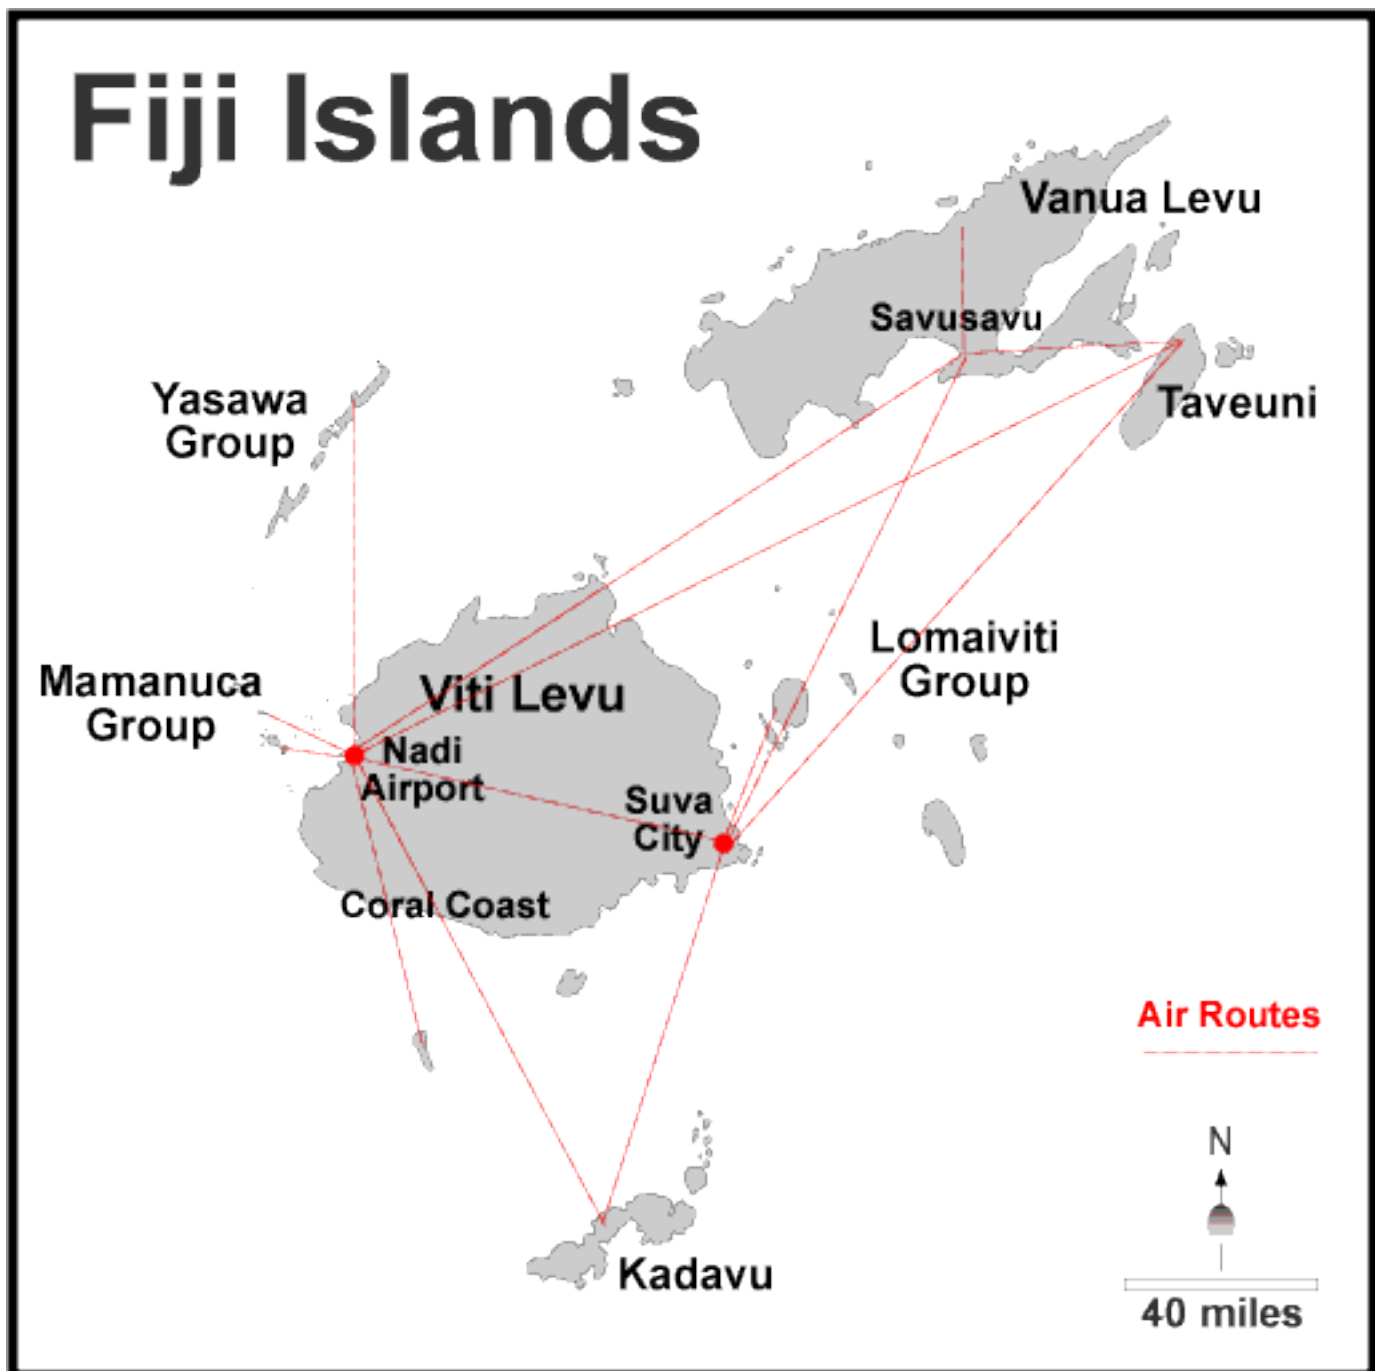 Fiji Islands
Vanua Levu
Savusavu
Taveuni
Yasawa
Group
Lomaiviti
Group
Mamanuca
Group
Viti Levu
Nadi
Airport
Suva
City
Coral Coast
Air Routes
N
Kadavu
40 miles